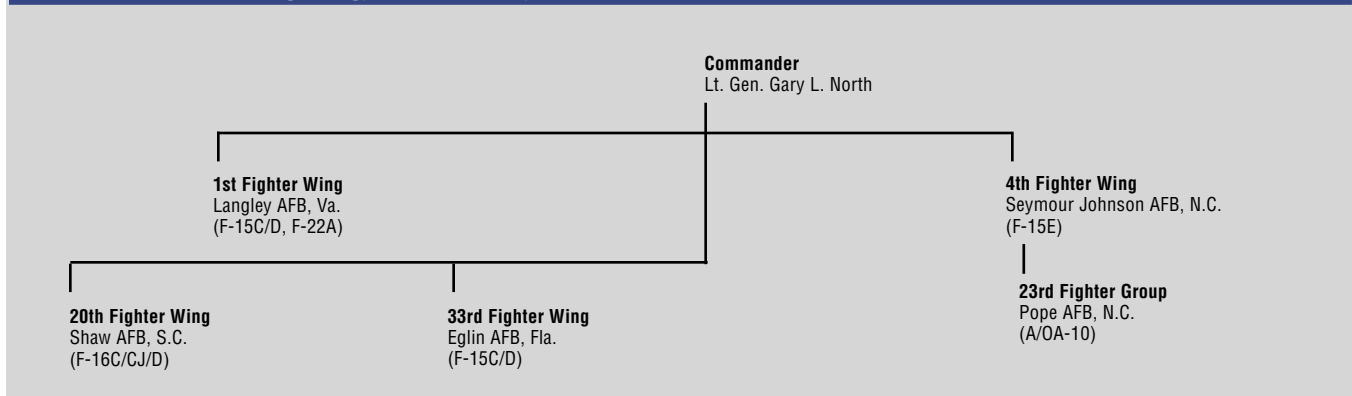 Commander
Lt. Gen. Gary L. North
1st Fighter Wing
Langley AFB, Va.
(F-15C/D, F-22A)
4th Fighter Wing
Seymour Johnson AFB, N.C.
(F-15E)
23rd Fighter Group
Pope AFB, N.C.
(A/OA-10)
20th Fighter Wing
Shaw AFB, S.C.
(F-16C/CJ/D)
33rd Fighter Wing
Eglin AFB, Fla.
(F-15C/D)